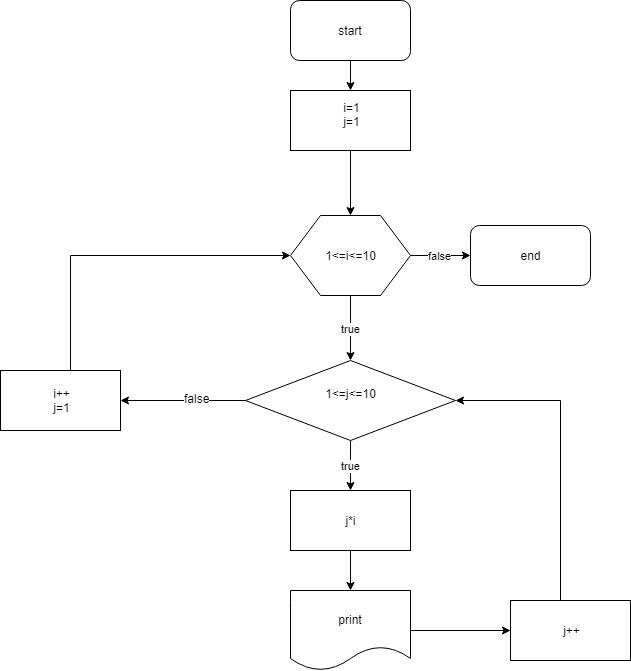 start
i=1
j=1
1<=i<=10
false
end
true
1<=j<=10
false
i++
j=1
true
j*i
print
j++